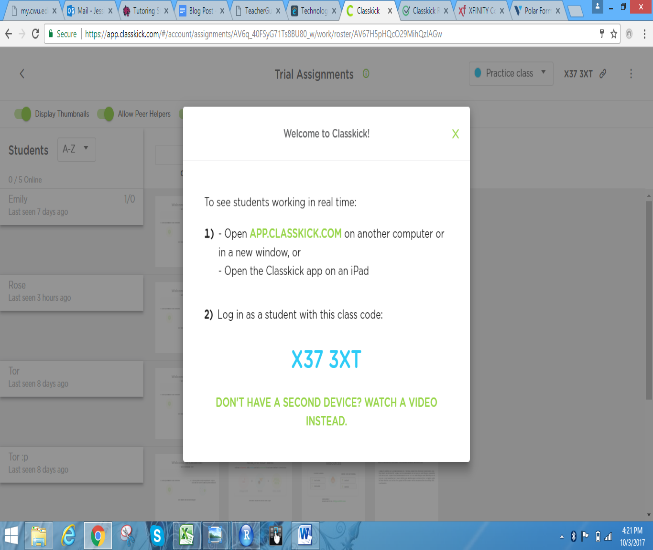 my.cwu.e
Mail - Jess
Tutoring S
Blog Post
TeacherG
Technolog
Classkick
Classkick
XFINITY C
Polar Form
Secure | https://app.classkick.com/#/account/assignments/
Trial Assignments
Practice class
X37 3XT
Display Thumbnails
Allow Peer Helpers
Students
A-Z
0 / 5 Online
Emily 1/0
Last seen 7 days ago
Rose
Last seen 3 hours ago
Tor
Last seen 8 days ago
Tor :p
Last seen 8 days ago
Welcome to Classkick!
X
To see students working in real time:
1) - Open APP.CLASSKICK.COM on another computer or
in a new window, or
- Open the Classkick app on an iPad
2) Log in as a student with this class code:
X37 3XT
DON'T HAVE A SECOND DEVICE? WATCH A VIDEO
INSTEAD.
4:21 PM
10/3/2017